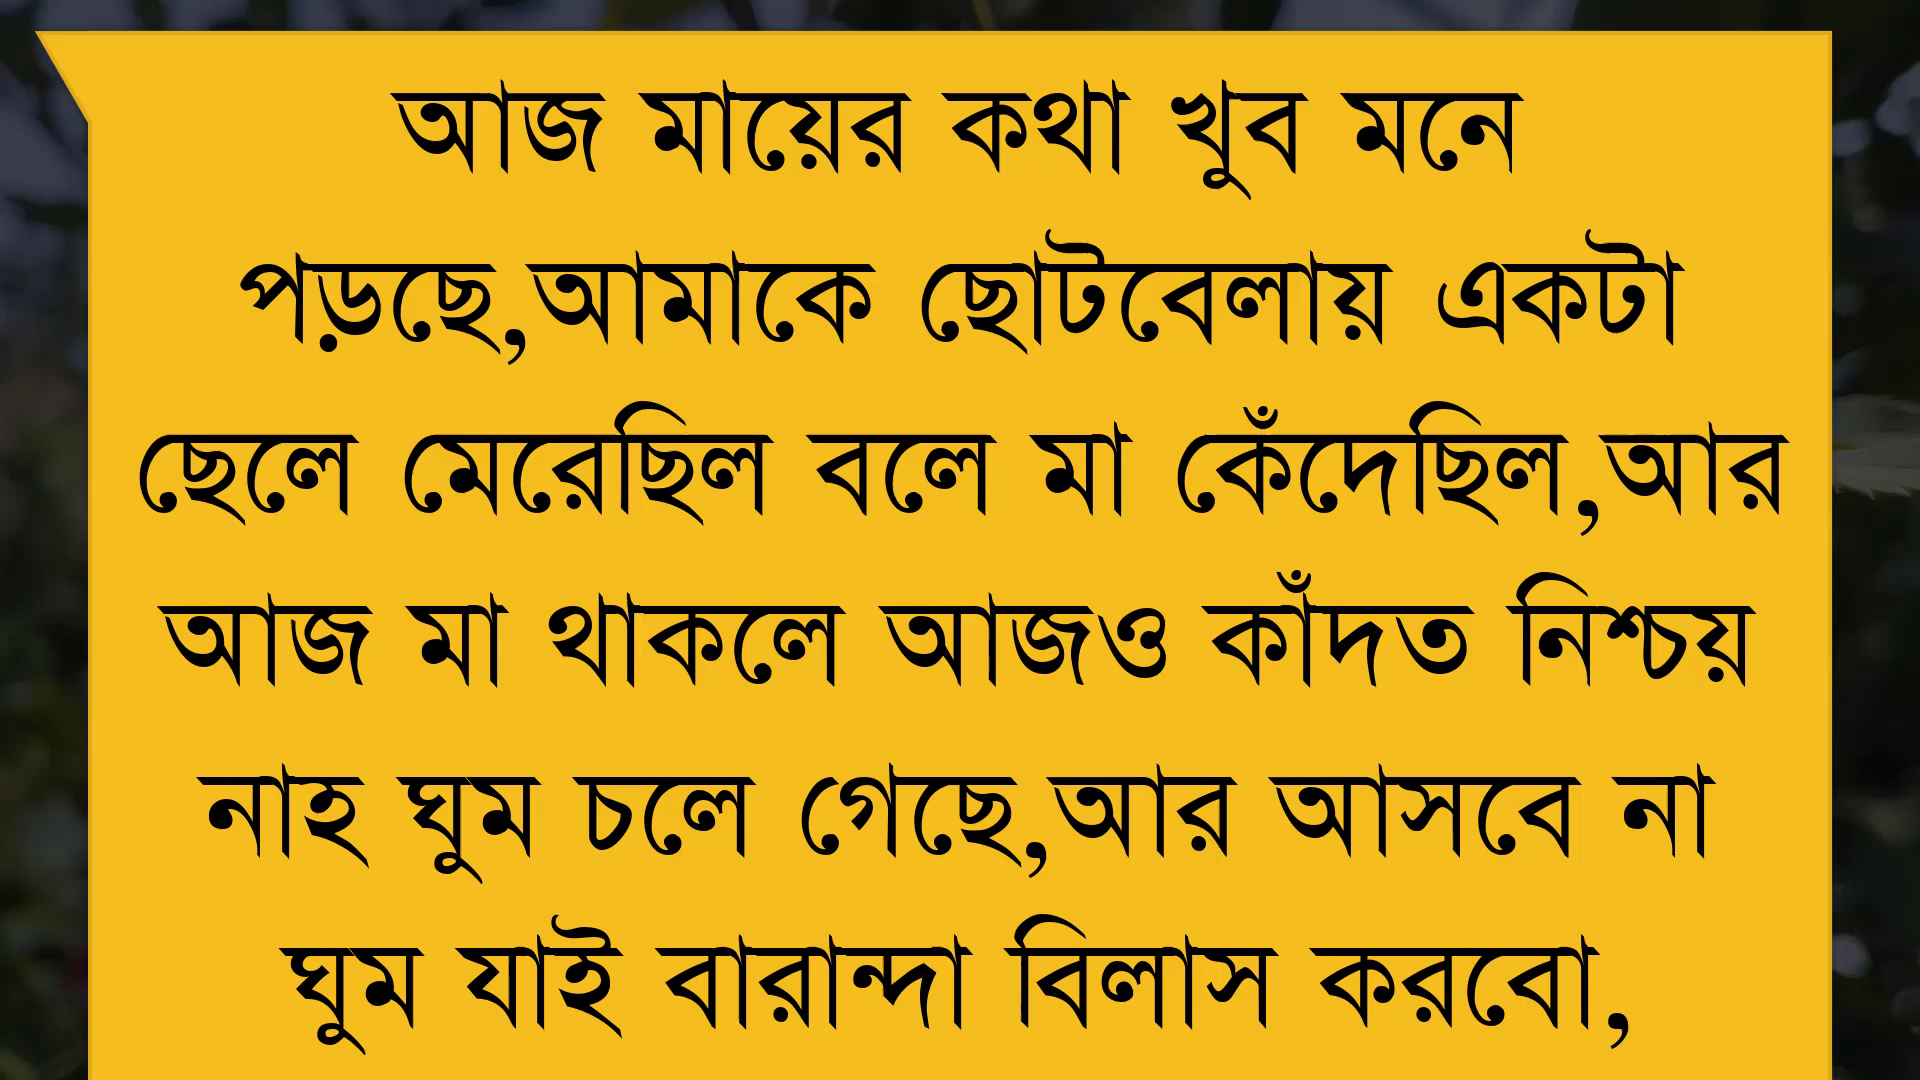 আজ মায়ের কথা খুব মনে
পড়ছে,আমাকে ছোটবেলায় একটা
ছেলে মেরেছিল বলে মা কেঁদেছিল,আর
আজ মা থাকলে আজও কাঁদত নিশ্চয়
নাহ ঘুম চলে গেছে,আর আসবে না
ঘুম যাই বারান্দা বিলাস করবো,